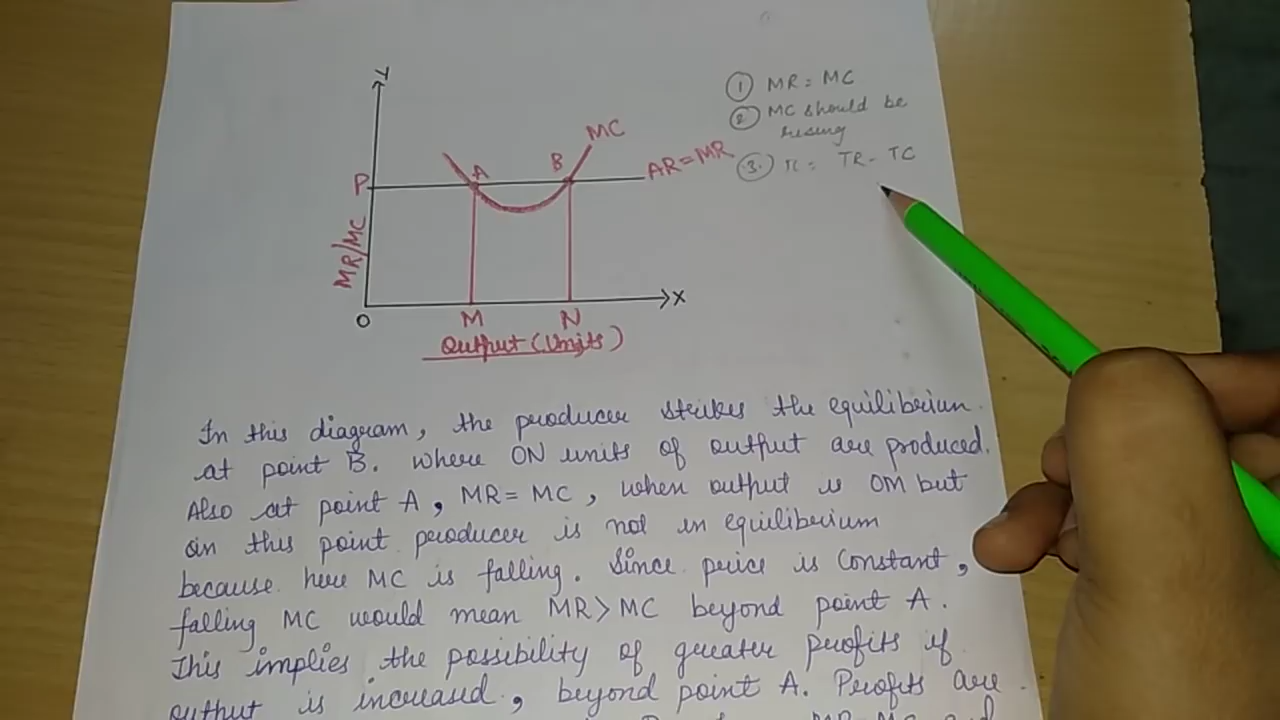 Y
① MR = MC
② MC should be
rising
③ π = TR - TC
MC
A
B
AR = MR
P
MR/MC
O
M
N
X
Output (Units)
In this diagram, the producer strikes the equilibrium
at point B. where ON units of output are produced.
Also at point A, MR = MC, when output is OM but
on this point producer is not in equilibrium
because here MC is falling. Since price is Constant,
falling MC would mean MR > MC beyond point A.
This implies the possibility of greater profits if
output is increased, beyond point A. Profits are
MR = MC and